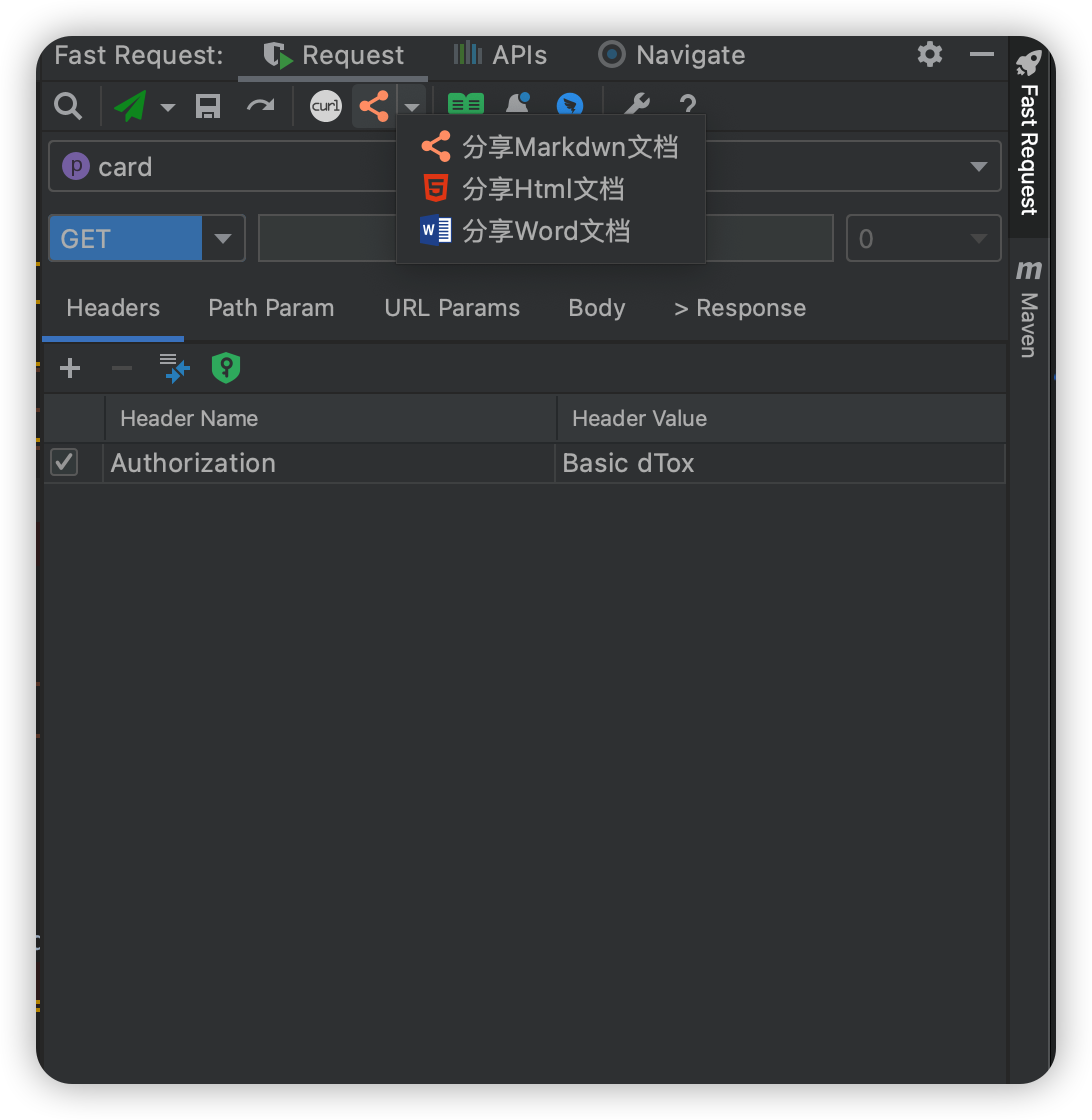 Fast Request: Request APIs Navigate
curl
分享Markdwn文档
分享Html文档
分享Word文档
p card
GET 0
Headers Path Param URL Params Body > Response
Header Name Header Value
Authorization Basic dTox
Fast Request
m Maven